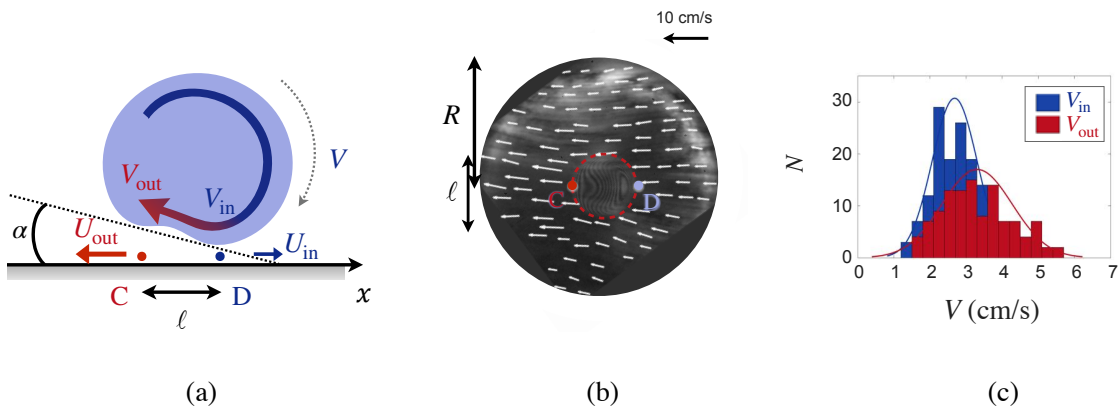 V
V_out
V_in
α
U_out
U_in
C
D
x
ℓ
(a)
10 cm/s
R
ℓ
C
D
(b)
N
30
20
10
0
V_in
V_out
0 1 2 3 4 5 6 7
V (cm/s)
(c)